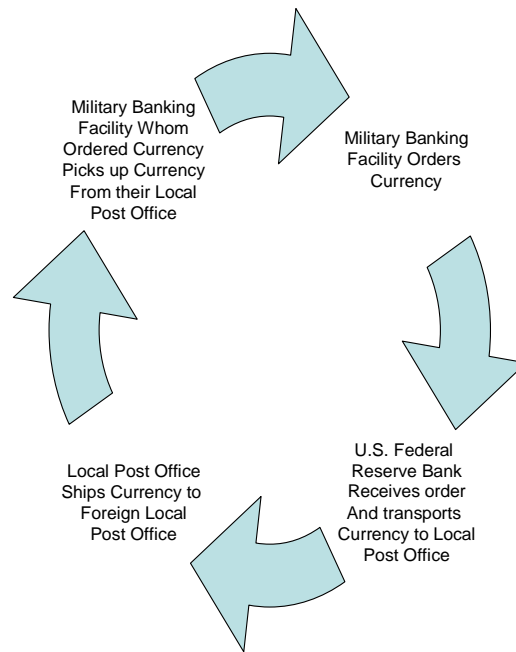 Military Banking
Facility Whom
Ordered Currency
Picks up Currency
From their Local
Post Office
Military Banking
Facility Orders
Currency
U.S. Federal
Reserve Bank
Receives order
And transports
Currency to Local
Post Office
Local Post Office
Ships Currency to
Foreign Local
Post Office